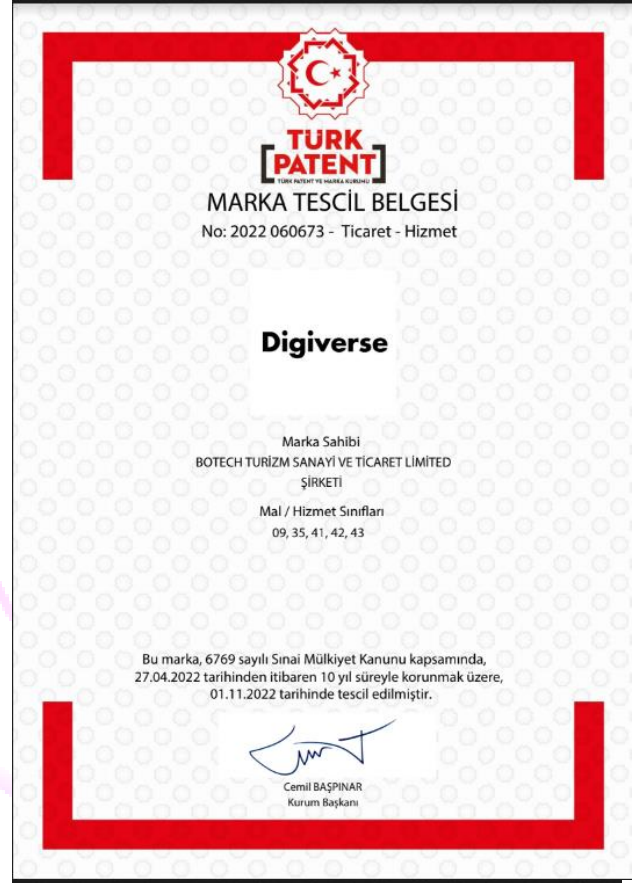 TÜRK
PATENT
TÜRK PATENT VE MARKA KURUMU
MARKA TESCİL BELGESİ
No: 2022 060673 - Ticaret - Hizmet
Digiverse
Marka Sahibi
BOTECH TURİZM SANAYİ VE TİCARET LİMİTED
ŞİRKETİ
Mal / Hizmet Sınıfları
09, 35, 41, 42, 43
Bu marka, 6769 sayılı Sınai Mülkiyet Kanunu kapsamında,
27.04.2022 tarihinden itibaren 10 yıl süreyle korunmak üzere,
01.11.2022 tarihinde tescil edilmiştir.
Cemil BAŞPINAR
Kurum Başkanı